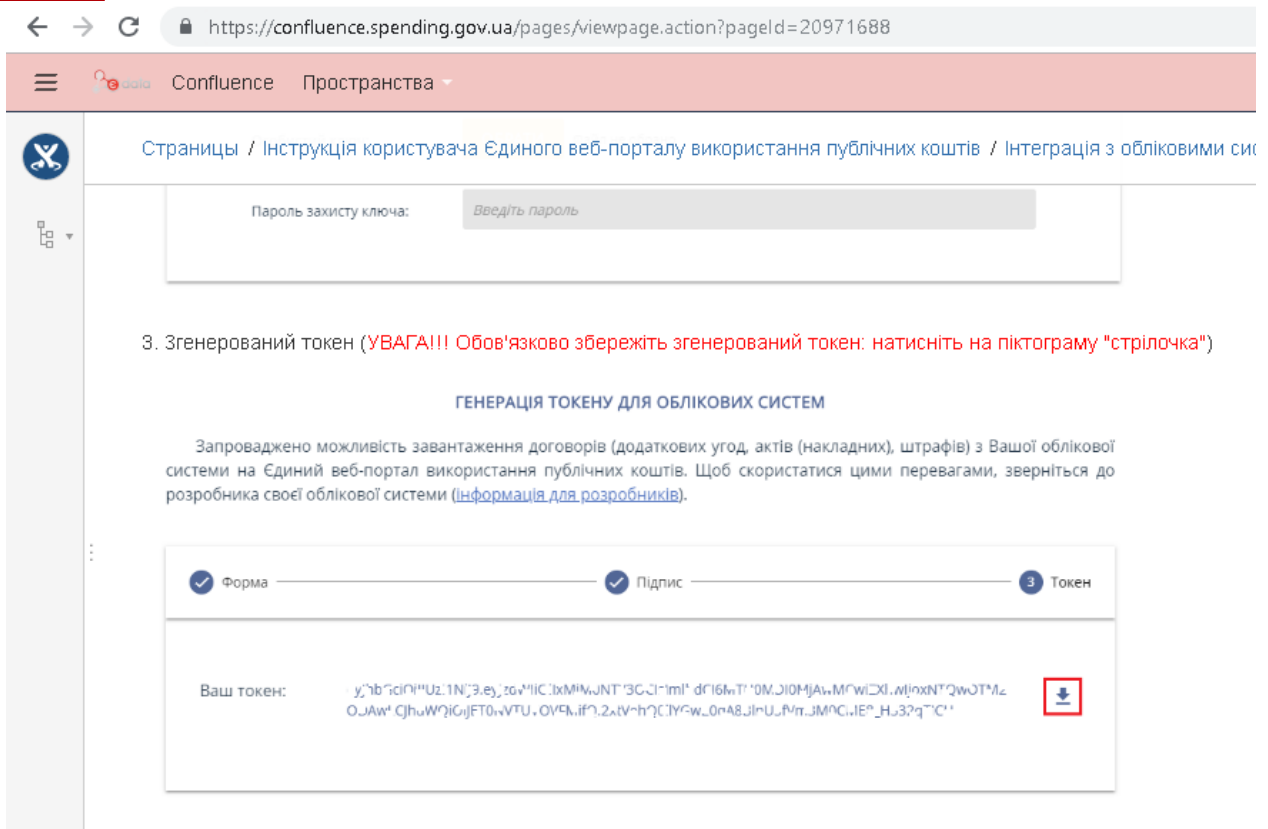 https://confluence.spending.gov.ua/pages/viewpage.action?pageId=20971688
Confluence Пространства
Страницы / Інструкція користувача Єдиного веб-порталу використання публічних коштів / Інтеграція з обліковими
Пароль захисту ключа: Введіть пароль
3. Згенерований токен (УВАГА!!! Обов'язково збережіть згенерований токен: натисніть на піктограму "стрілочка")
ГЕНЕРАЦІЯ ТОКЕНУ ДЛЯ ОБЛІКОВИХ СИСТЕМ
Запроваджено можливість завантаження договорів (додаткових угод, актів (накладних), штрафів) з Вашої облікової
системи на Єдиний веб-портал використання публічних коштів. Щоб скористатися цими перевагами, зверніться до
розробника своєї облікової системи (інформація для розробників).
Форма Підпис 3 Токен
Ваш токен: